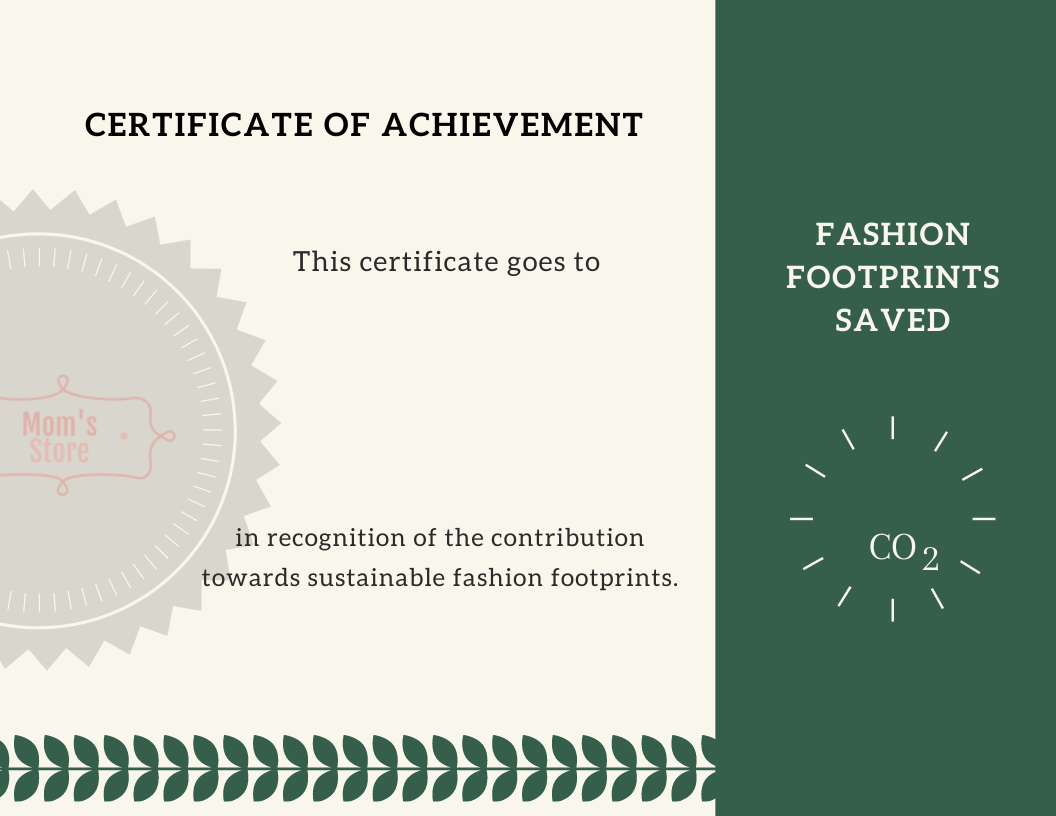 CERTIFICATE OF ACHIEVEMENT
This certificate goes to
Mom's
Store
in recognition of the contribution
towards sustainable fashion footprints.
FASHION
FOOTPRINTS
SAVED
CO2